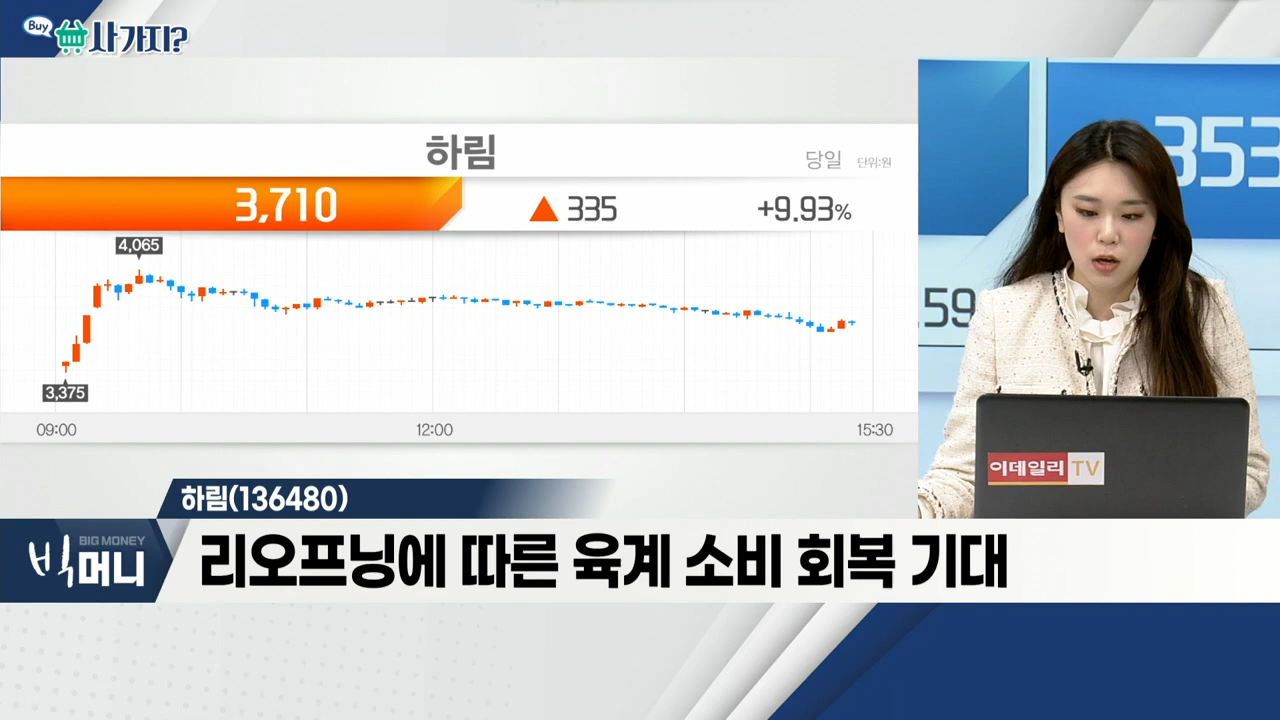 Buy
사가지?
하림
당일 단위:원
3,710 ▲ 335 +9.93%
4,065
3,375
09:00 12:00 15:30
353
.59
이데일리 TV
하림(136480)
BIG MONEY
빅머니
리오프닝에 따른 육계 소비 회복 기대